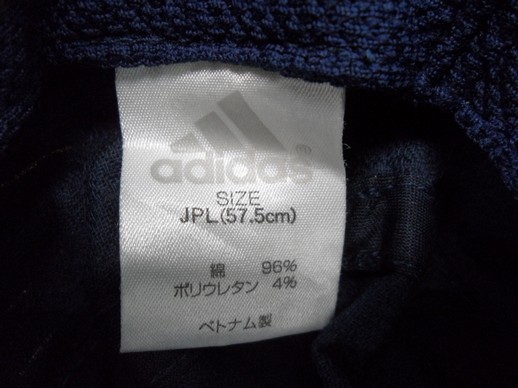 adidas
SIZE
JPL.(57.5cm)
綿 96%
ポリウレタン 4%
ベトナム製